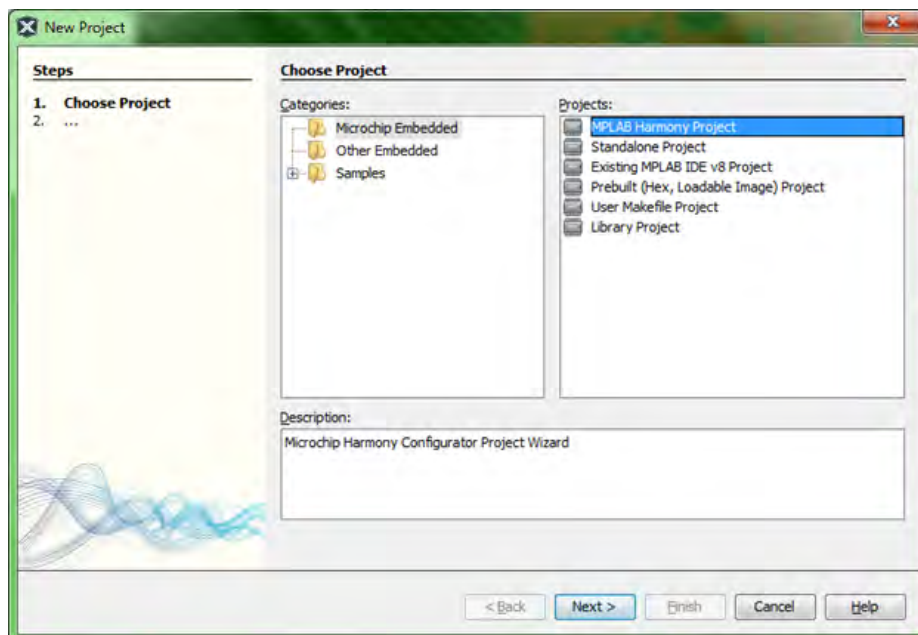 New Project
Steps
1. Choose Project
2. ...
Choose Project
Categories:
Microchip Embedded
Other Embedded
Samples
Projects:
MPLAB Harmony Project
Standalone Project
Existing MPLAB IDE v8 Project
Prebuilt (Hex, Loadable Image) Project
User Makefile Project
Library Project
Description:
Microchip Harmony Configurator Project Wizard
< Back Next > Finish Cancel Help